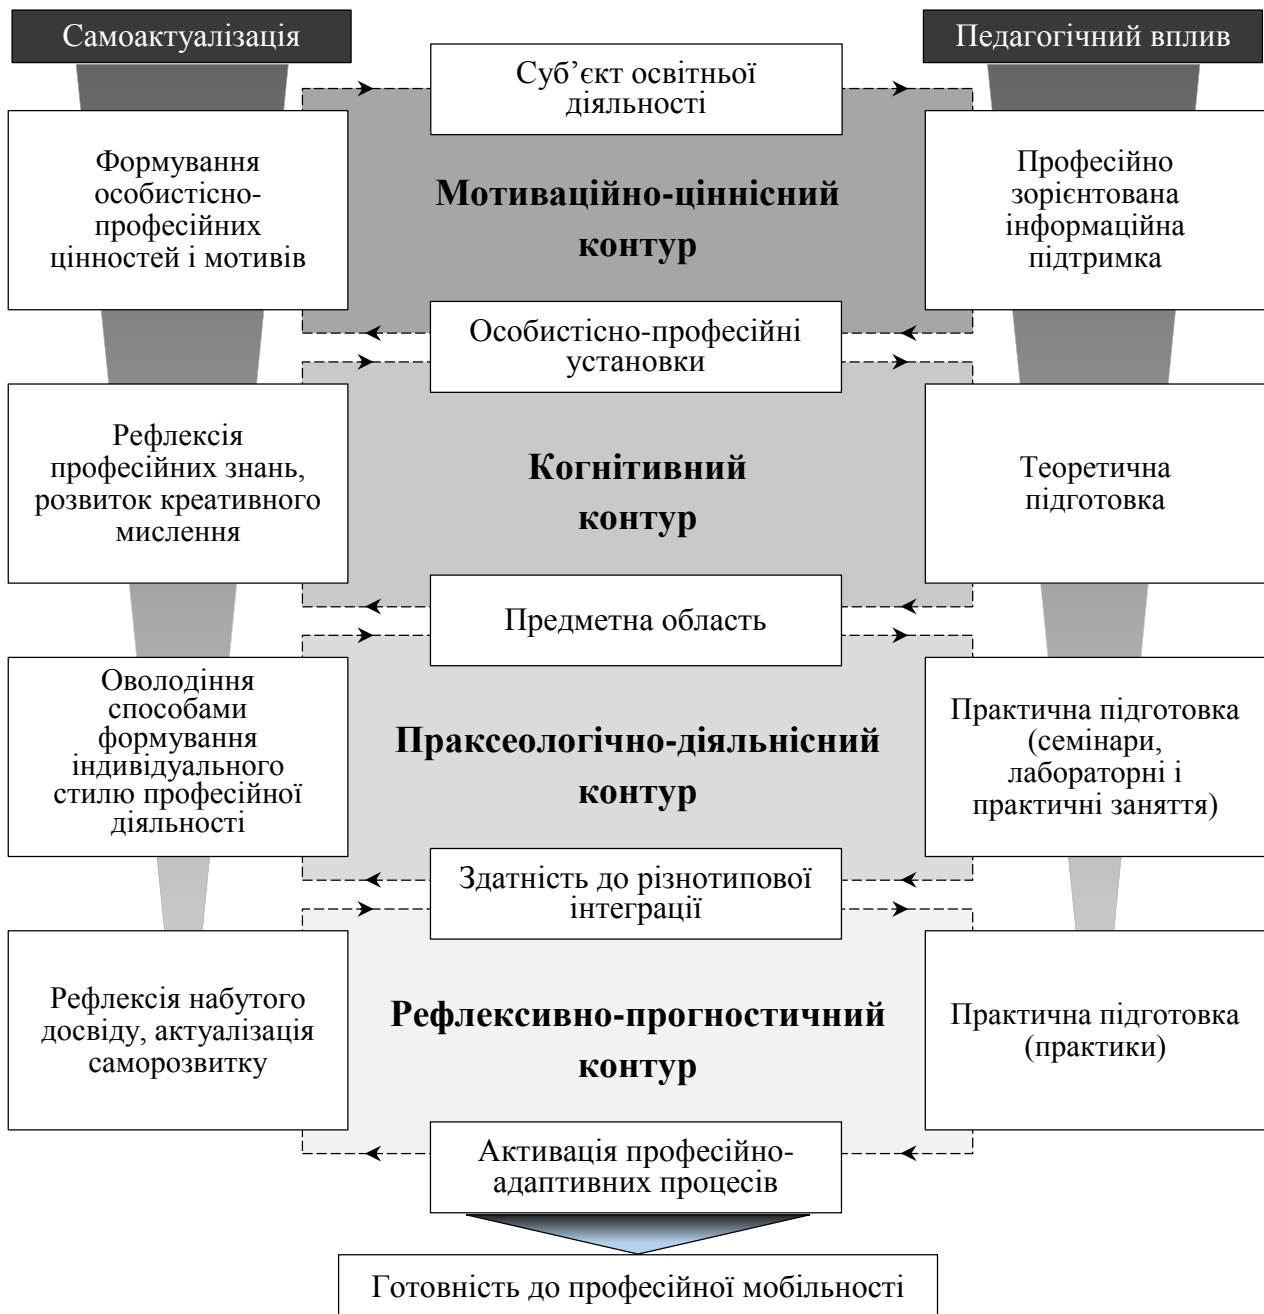 Самоактуалізація
Педагогічний вплив
Суб’єкт освітньої
діяльності
Формування
особистісно-
професійних
цінностей і мотивів
Мотиваційно-ціннісний
контур
Професійно
зорієнтована
інформаційна
підтримка
Особистісно-професійні
установки
Рефлексія
професійних знань,
розвиток креативного
мислення
Когнітивний
контур
Теоретична
підготовка
Предметна область
Оволодіння
способами
формування
індивідуального
стилю професійної
діяльності
Праксеологічно-діяльнісний
контур
Практична підготовка
(семінари,
лабораторні і
практичні заняття)
Здатність до різнотипової
інтеграції
Рефлексія набутого
досвіду, актуалізація
саморозвитку
Рефлексивно-прогностичний
контур
Практична підготовка
(практики)
Активація професійно-
адаптивних процесів
Готовність до професійної мобільності